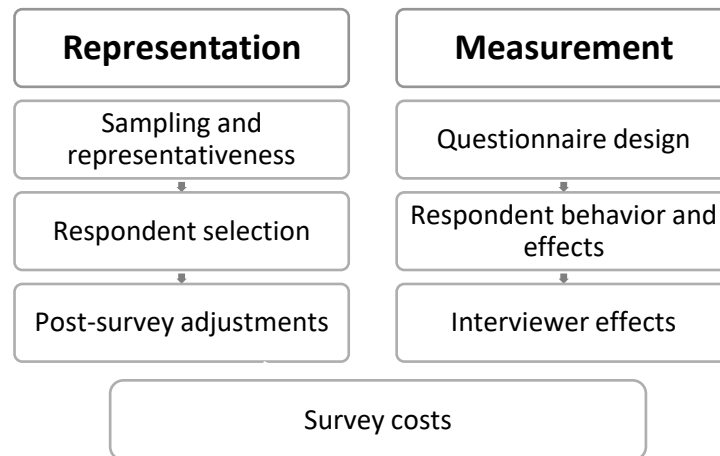 Representation
Sampling and
representativeness
Respondent selection
Post-survey adjustments
Measurement
Questionnaire design
Respondent behavior and
effects
Interviewer effects
Survey costs